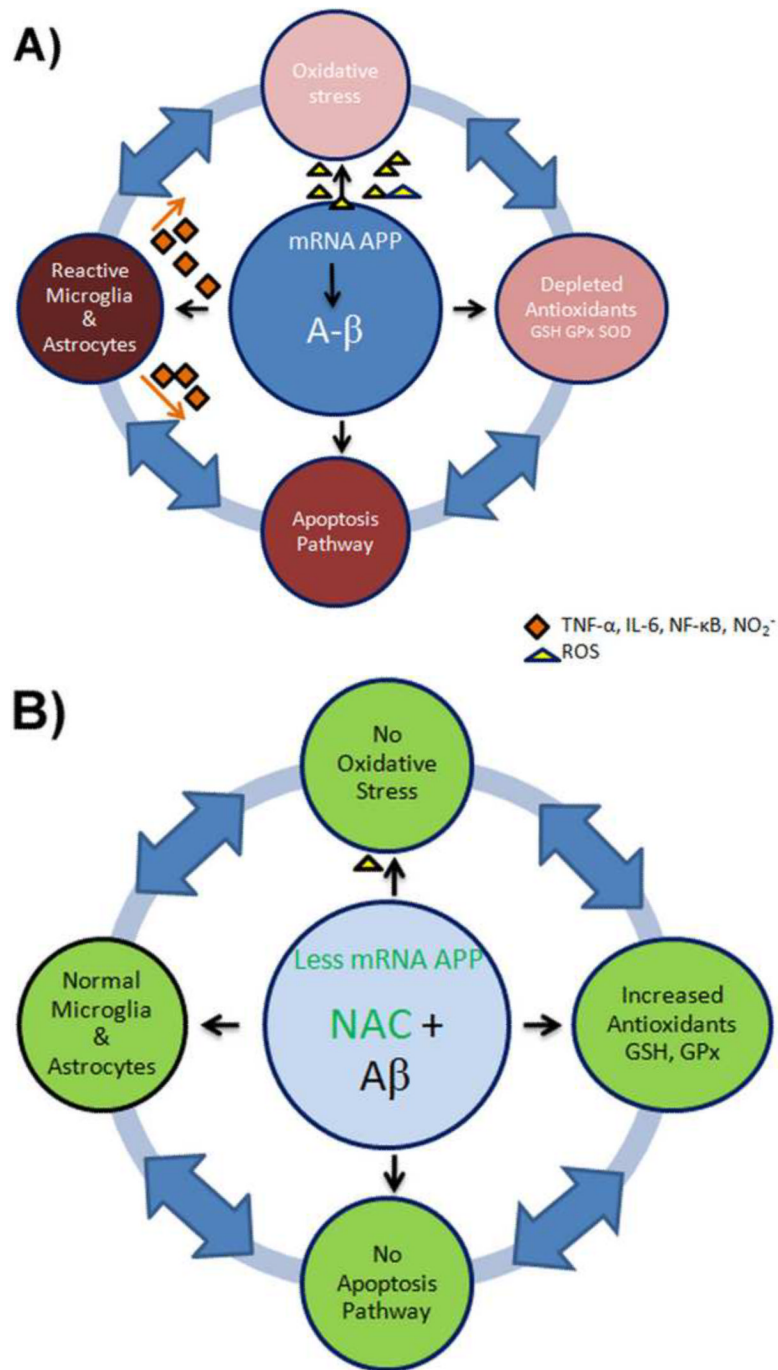 A)
Oxidative
stress
mRNA APP
A-β
Reactive
Microglia
&
Astrocytes
Depleted
Antioxidants
GSH GPx SOD
Apoptosis
Pathway
TNF-α, IL-6, NF-κB, NO₂⁻
ROS
B)
No
Oxidative
Stress
Less mRNA APP
NAC +
Aβ
Normal
Microglia
&
Astrocytes
Increased
Antioxidants
GSH, GPx
No
Apoptosis
Pathway